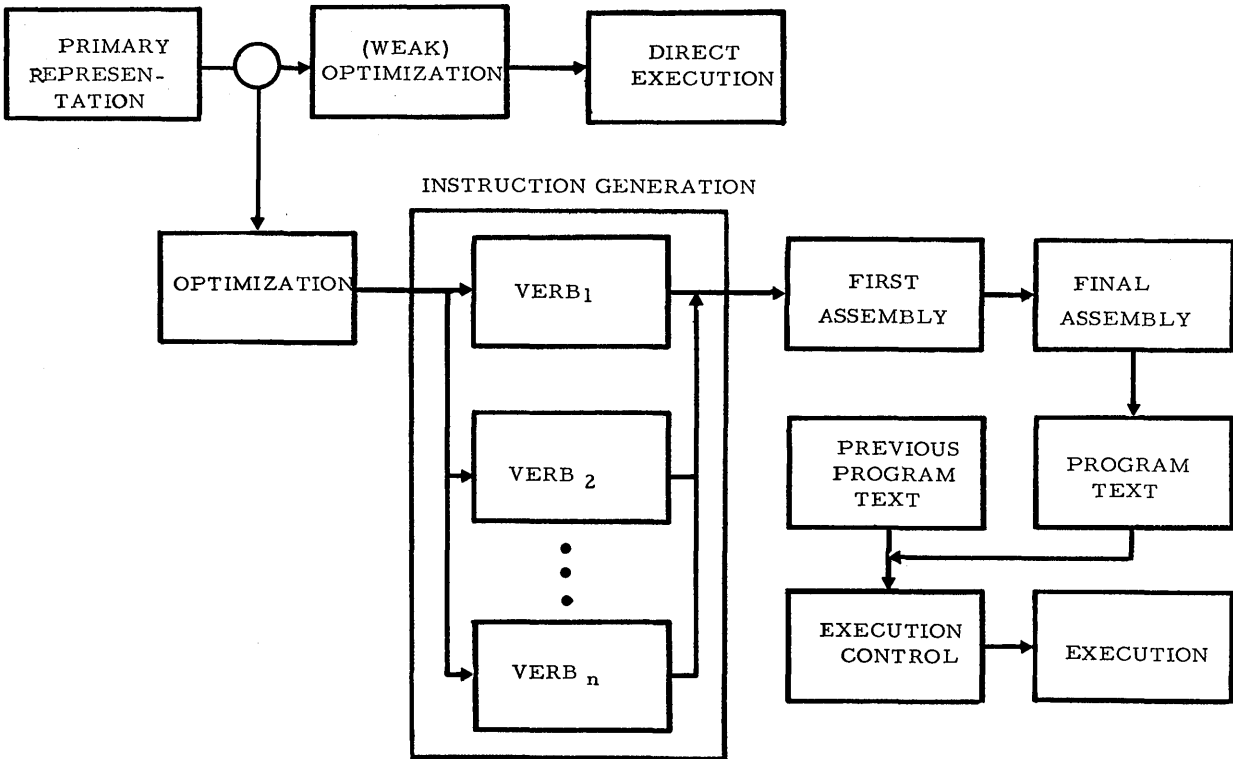 PRIMARY
REPRESEN-
TATION
(WEAK)
OPTIMIZATION
DIRECT
EXECUTION
INSTRUCTION GENERATION
OPTIMIZATION
VERB1
FIRST
ASSEMBLY
FINAL
ASSEMBLY
VERB 2
PREVIOUS
PROGRAM
TEXT
PROGRAM
TEXT
VERB n
EXECUTION
CONTROL
EXECUTION